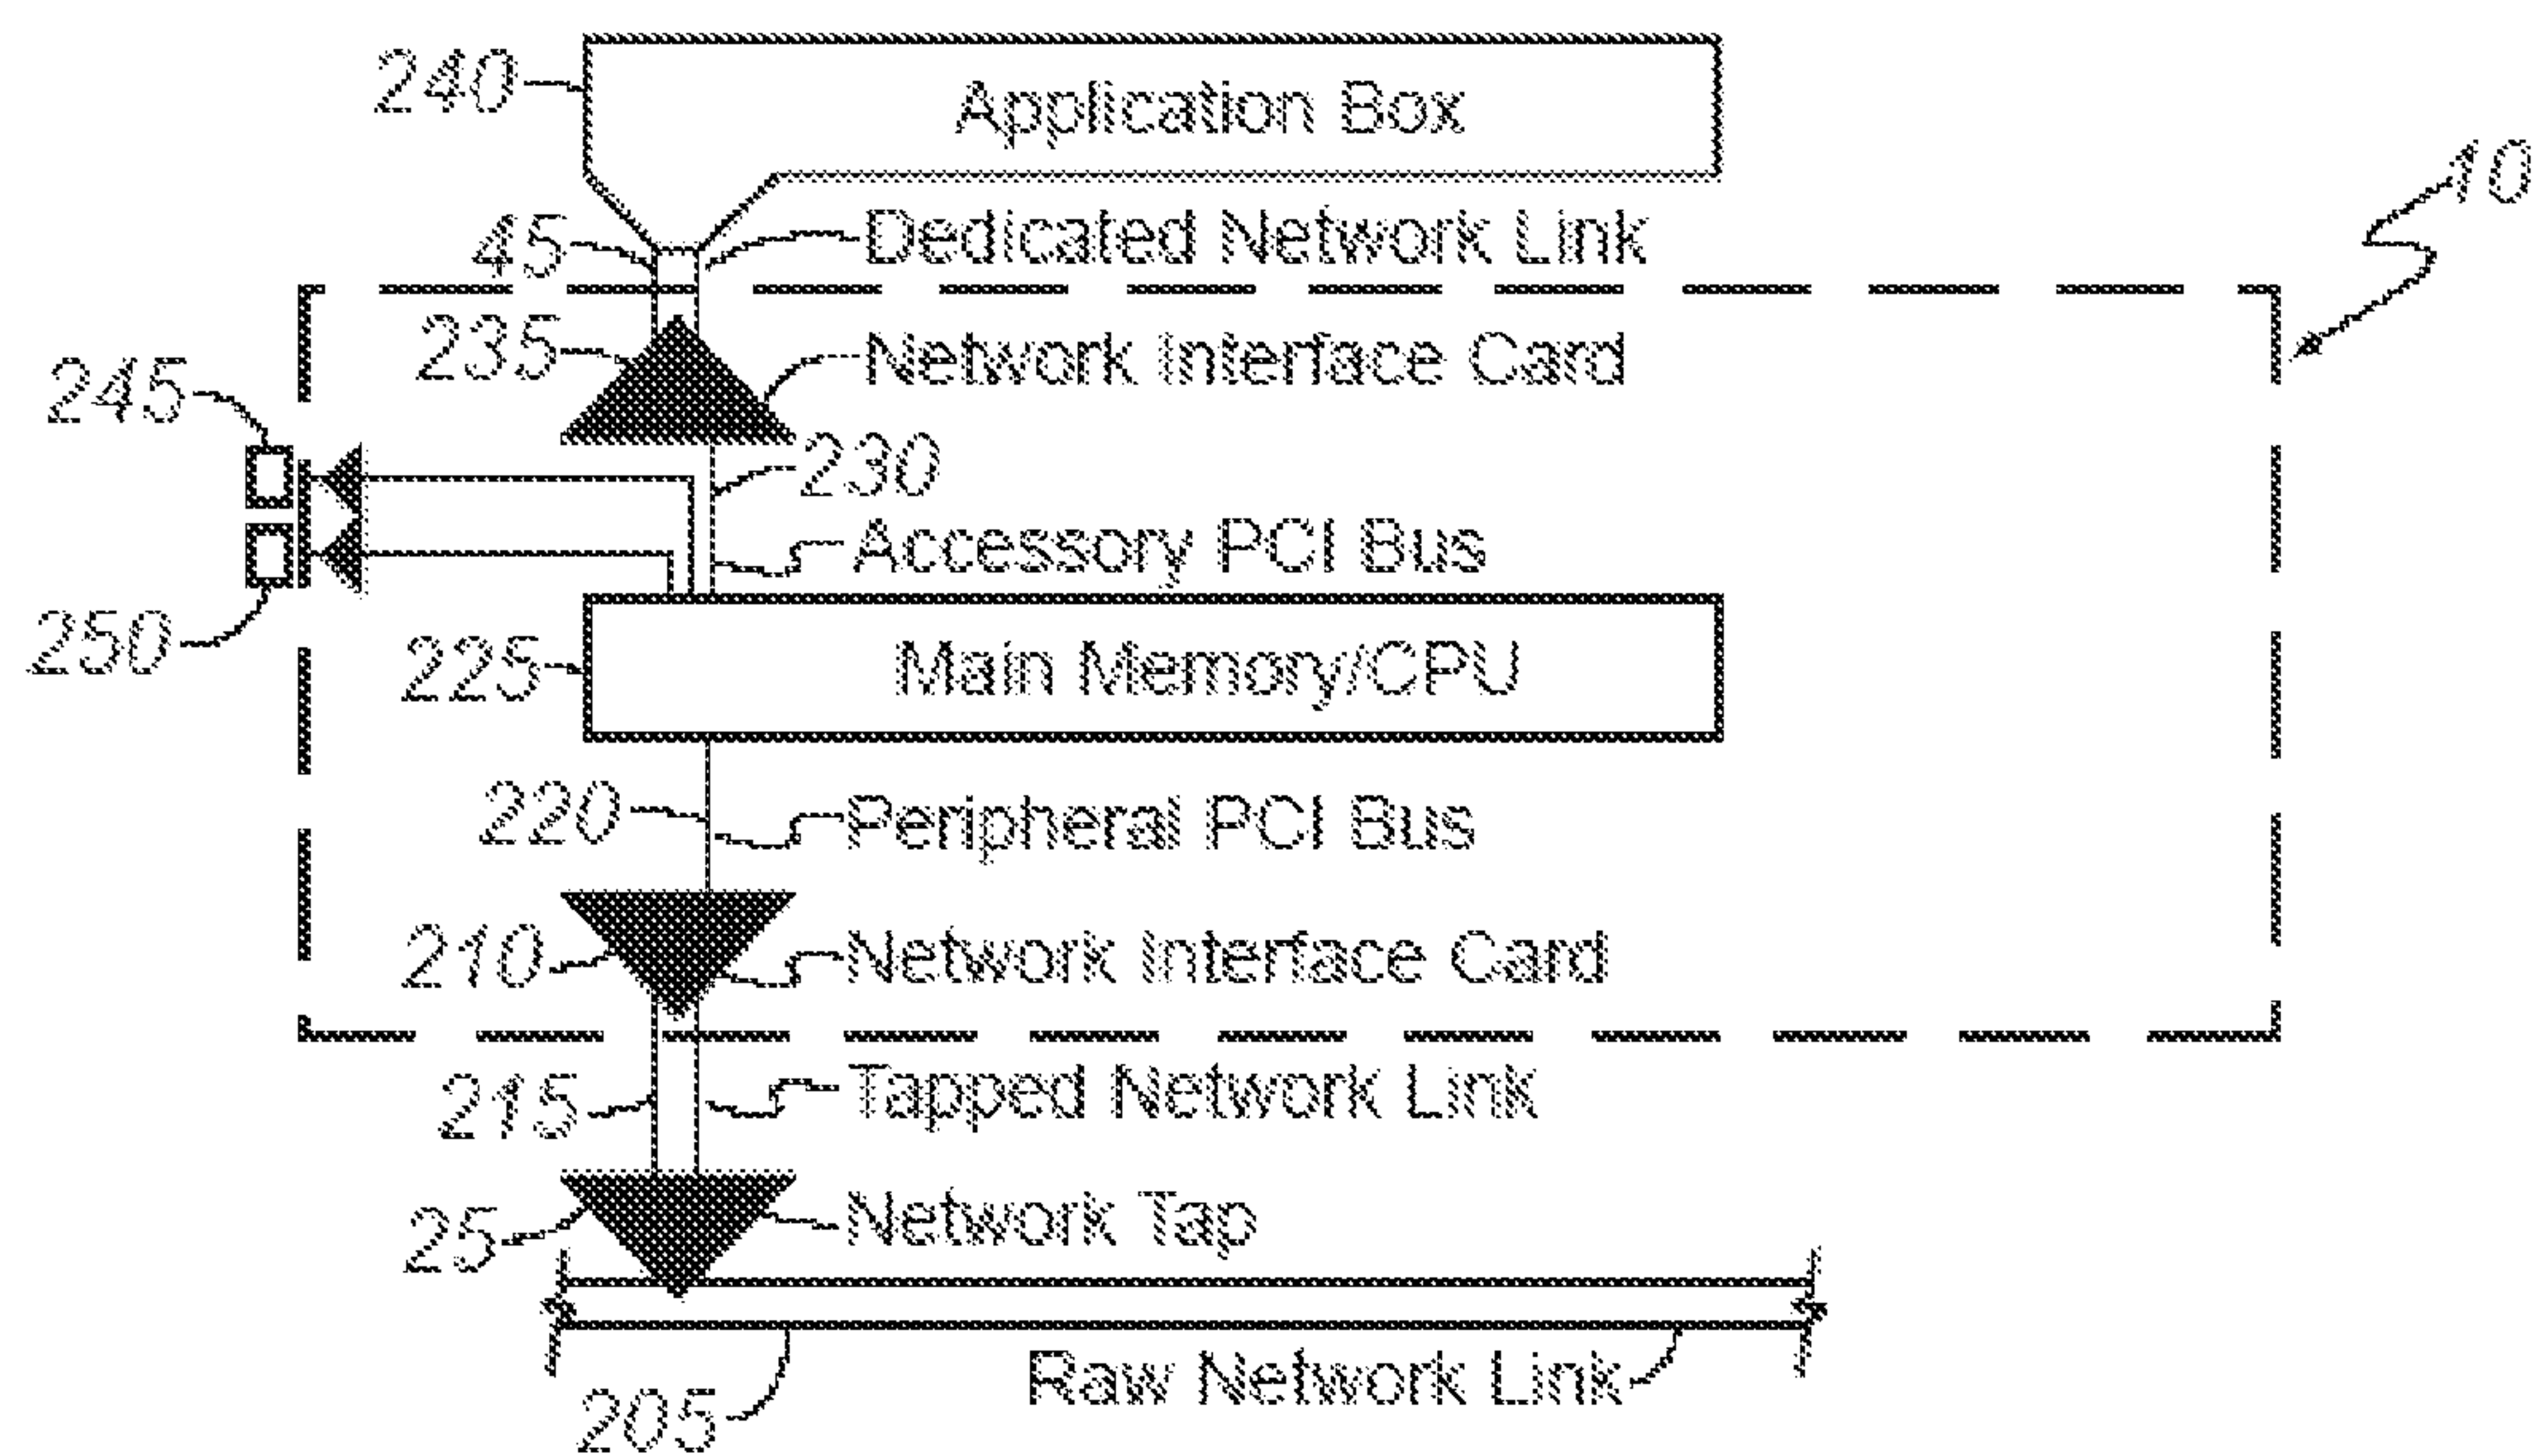 240
Application Box
10
45
Dedicated Network Link
235
Network Interface Card
245
230
Accessory PCI Bus
250
225
Main Memory/CPU
220
Peripheral PCI Bus
210
Network Interface Card
215
Tapped Network Link
25
Network Tap
Raw Network Link
205